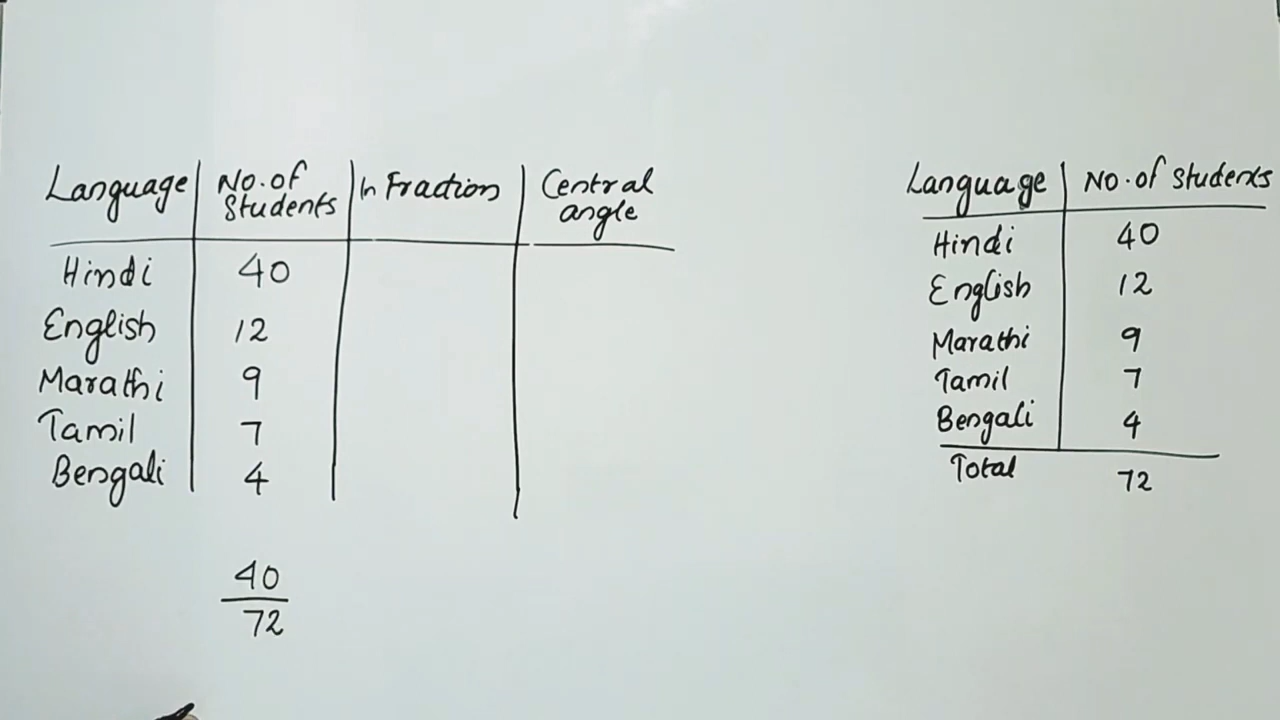 Language No. of Students In Fraction Central angle
Hindi 40
English 12
Marathi 9
Tamil 7
Bengali 4
40
72
Language No. of students
Hindi 40
English 12
Marathi 9
Tamil 7
Bengali 4
Total 72